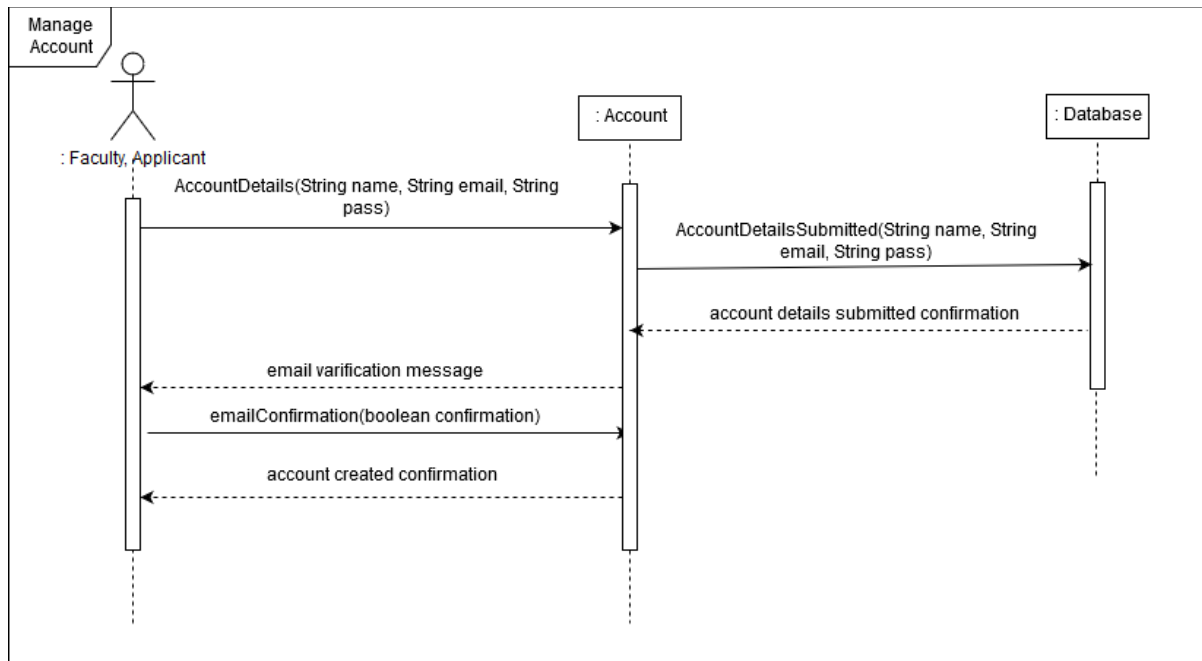 Manage
Account
: Account
: Database
: Faculty, Applicant
AccountDetails(String name, String email, String
pass)
AccountDetailsSubmitted(String name, String
email, String pass)
account details submitted confirmation
email varification message
emailConfirmation(boolean confirmation)
account created confirmation